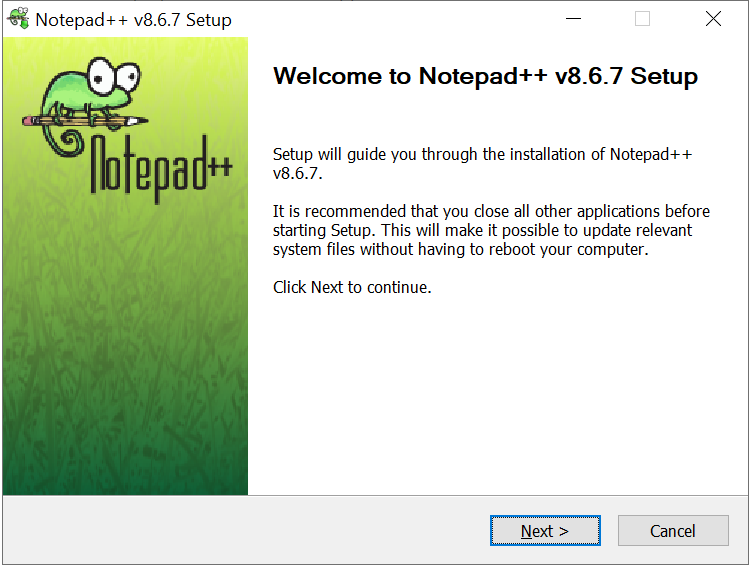 Notepad++ v8.6.7 Setup
Notepad++
Welcome to Notepad++ v8.6.7 Setup
Setup will guide you through the installation of Notepad++
v8.6.7.
It is recommended that you close all other applications before
starting Setup. This will make it possible to update relevant
system files without having to reboot your computer.
Click Next to continue.
Next >
Cancel